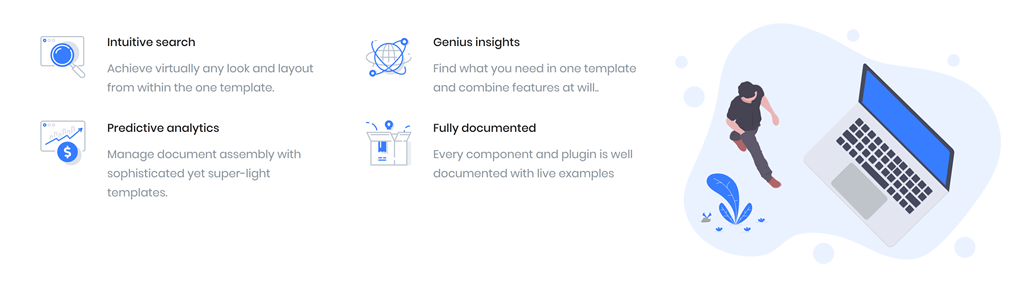 Intuitive search
Achieve virtually any look and layout
from within the one template.
Genius insights
Find what you need in one template
and combine features at will..
Predictive analytics
Manage document assembly with
sophisticated yet super-light
templates.
Fully documented
Every component and plugin is well
documented with live examples